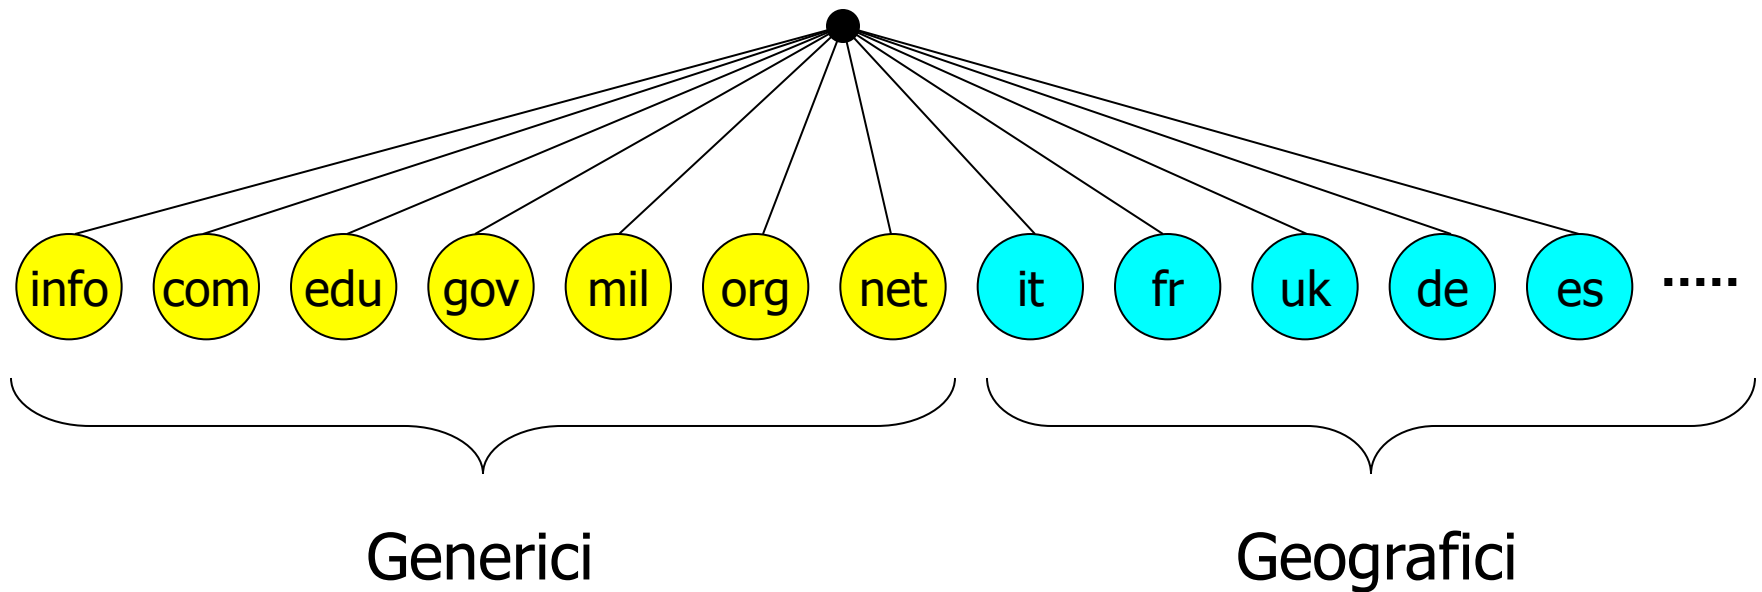 info com edu gov mil org net it fr uk de es .....
Generici Geografici